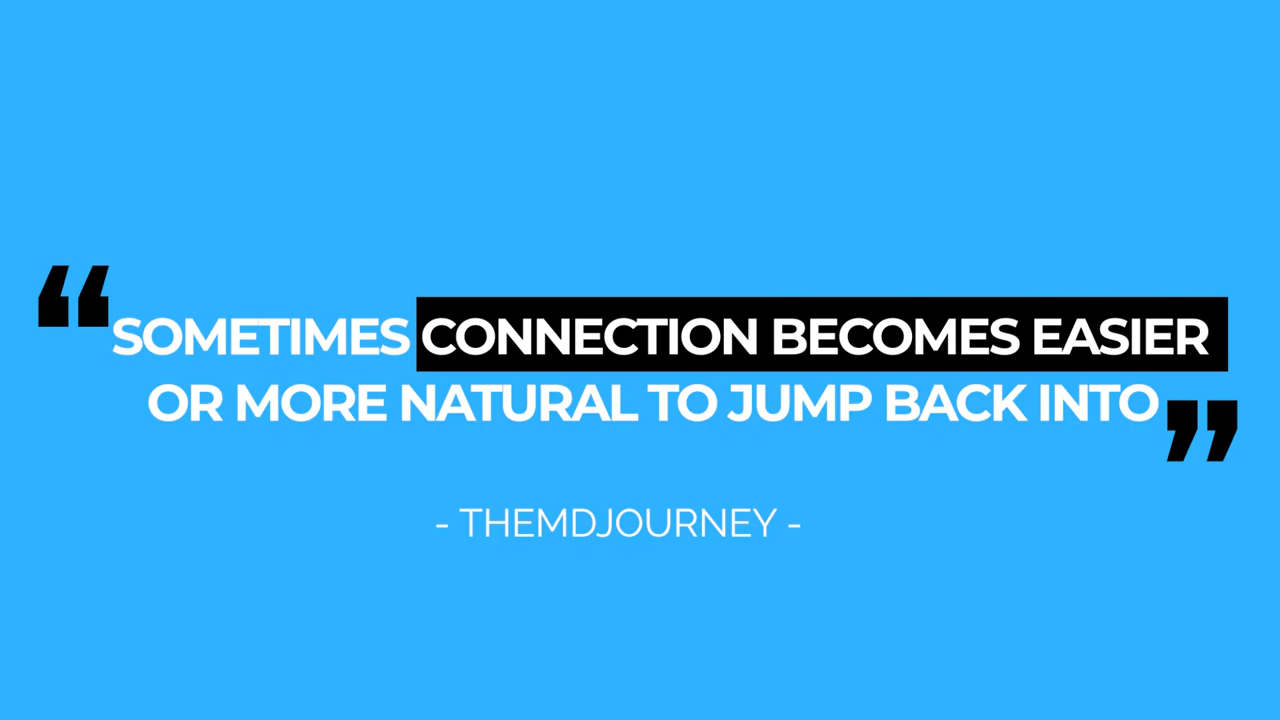 “SOMETIMES CONNECTION BECOMES EASIER
OR MORE NATURAL TO JUMP BACK INTO”
- THEMDJOURNEY -